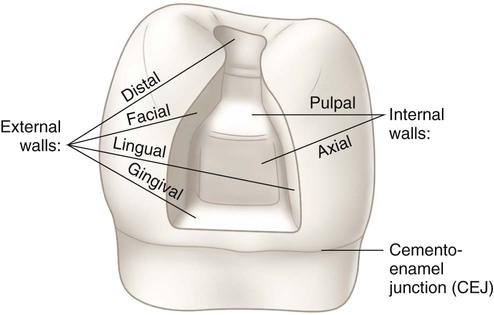 External
walls:
Distal
Facial
Lingual
Gingival
Pulpal
Axial
Internal
walls:
Cemento-
enamel
junction (CEJ)